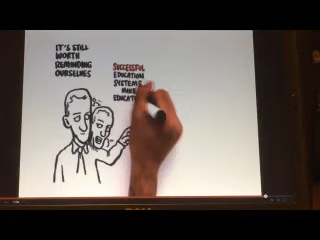 IT'S STILL
WORTH
REMINDING
OURSELVES
SUCCESSFUL
EDUCATION
SYSTEMS